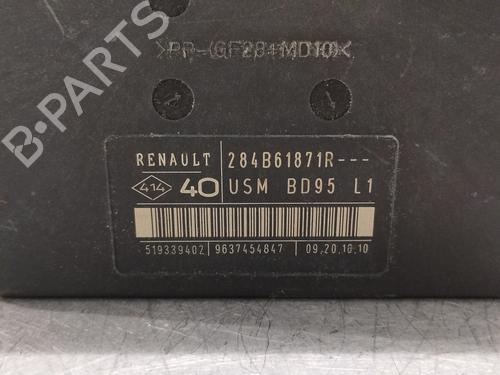 >PP-(GF28+MD10)<
RENAULT 284B61871R---
414 40 USM BD95 L1
519339402 9637454847 09.20.10.10
B-PARTS